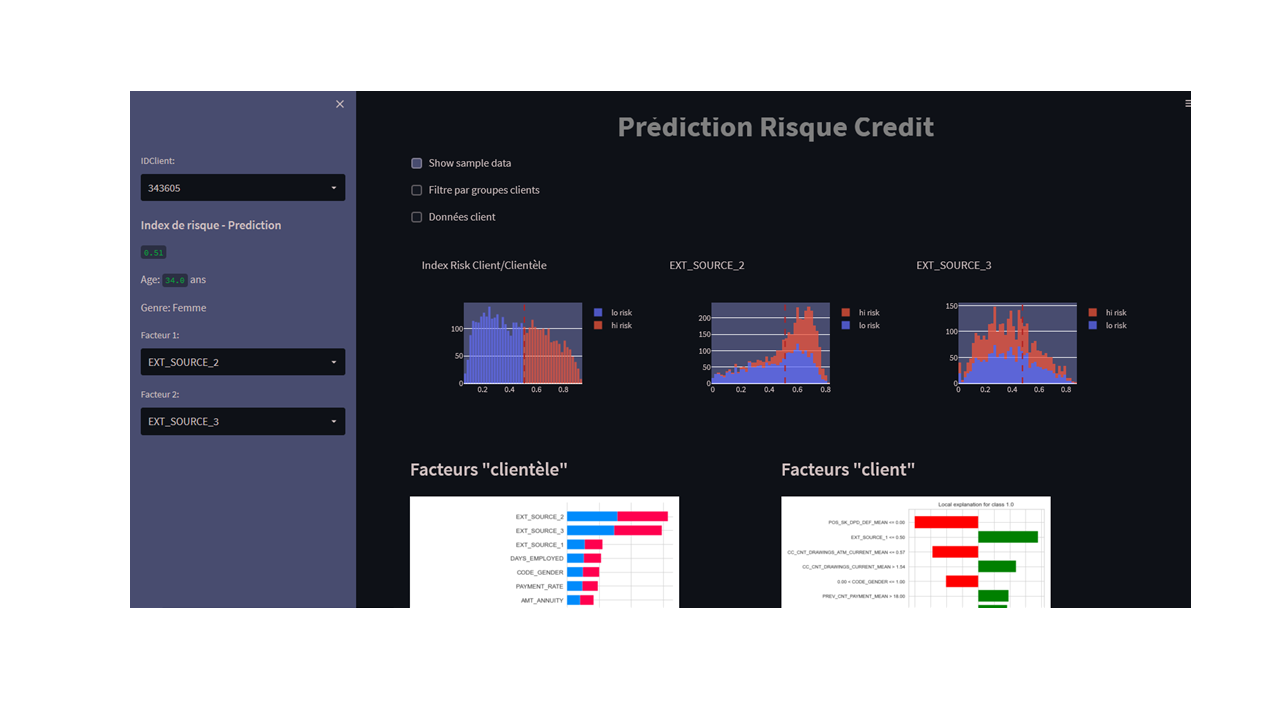 ×
IDClient:
343605
Index de risque - Prediction
0.51
Age: 34.0 ans
Genre: Femme
Facteur 1:
EXT_SOURCE_2
Facteur 2:
EXT_SOURCE_3
Prédiction Risque Credit
Show sample data
Filtre par groupes clients
Données client
Index Risk Client/Clientèle
100
50
0
0.2 0.4 0.6 0.8
lo risk
hi risk
EXT_SOURCE_2
200
150
100
50
0
0 0.2 0.4 0.6 0.8
hi risk
lo risk
EXT_SOURCE_3
150
100
50
0
0 0.2 0.4 0.6 0.8
hi risk
lo risk
Facteurs "clientèle"
EXT_SOURCE_2
EXT_SOURCE_3
EXT_SOURCE_1
DAYS_EMPLOYED
CODE_GENDER
PAYMENT_RATE
AMT_ANNUITY
Facteurs "client"
Local explanation for class 1.0
POS_SK_DPD_DEF_MEAN <= 0.00
EXT_SOURCE_1 <= 0.50
CC_CNT_DRAWINGS_ATM_CURRENT_MEAN <= 0.57
CC_CNT_DRAWINGS_CURRENT_MEAN > 1.54
0.00 < CODE_GENDER <= 1.00
PREV_CNT_PAYMENT_MEAN > 18.00